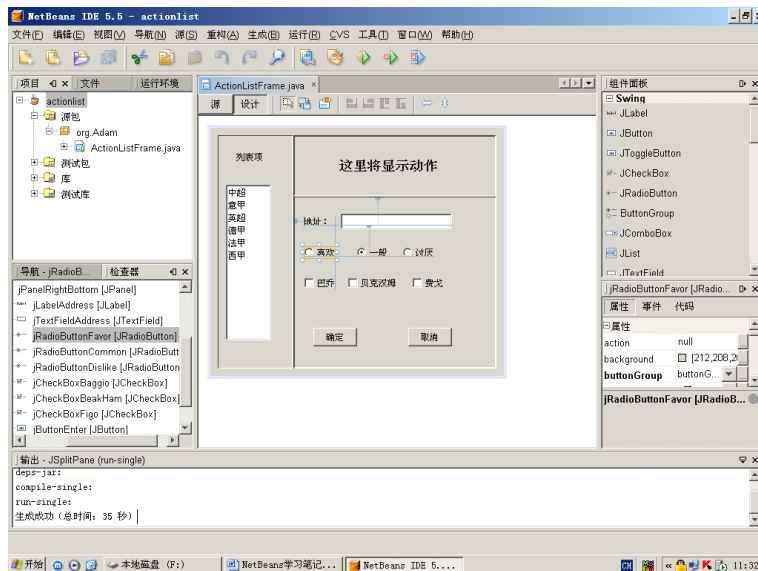 NetBeans IDE 5.5 - actionlist
文件(F) 编辑(E) 视图(V) 导航(N) 源(S) 重构(A) 生成(B) 运行(R) CVS 工具(T) 窗口(W) 帮助(H)
项目 文件 运行环境
actionlist
源包
org.Adam
ActionListFrame.java
测试包
库
测试库
ActionListFrame.java
源 设计
列表项
这里将显示动作
中超
意甲
英超
德甲
法甲
西甲
地址：
喜欢 一般 讨厌
巴乔 贝克汉姆 费戈
确定 取消
组件面板
Swing
JLabel
JButton
JToggleButton
JCheckBox
JRadioButton
ButtonGroup
JComboBox
JList
JTextField
导航 - jRadioB... 检查器
jPanelRightBottom [JPanel]
jLabelAddress [JLabel]
jTextFieldAddress [JTextField]
jRadioButtonFavor [JRadioButton]
jRadioButtonCommon [JRadioButt
jRadioButtonDislike [JRadioButton
jCheckBoxBaggio [JCheckBox]
jCheckBoxBeakHam [JCheckBox]
jCheckBoxFigo [JCheckBox]
jButtonEnter [JButton]
jRadioButtonFavor [JRadio...
属性 事件 代码
属性
action null
background [212,208,2
buttonGroup buttonG...
jRadioButtonFavor [JRadioB...
输出 - JSplitPane (run-single)
deps-jar:
compile-single:
run-single:
生成成功（总时间：35 秒）
开始 本地磁盘 (F:) NetBeans学习笔记... NetBeans IDE 5.... CH 11:32